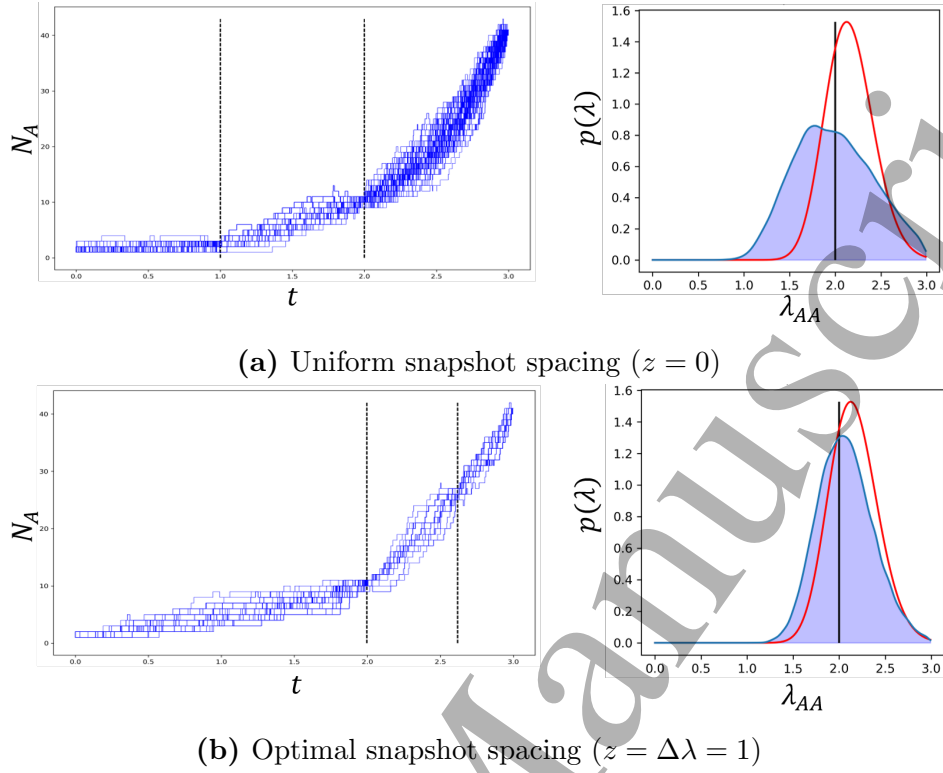 N_A
40
30
20
10
0
0.0 0.5 1.0 1.5 2.0 2.5 3.0
t
p(λ)
1.6
1.4
1.2
1.0
0.8
0.6
0.4
0.2
0.0
0.0 0.5 1.0 1.5 2.0 2.5 3.0
λ_AA
(a) Uniform snapshot spacing (z = 0)
N_A
40
30
20
10
0
0.0 0.5 1.0 1.5 2.0 2.5 3.0
t
p(λ)
1.6
1.4
1.2
1.0
0.8
0.6
0.4
0.2
0.0
0.0 0.5 1.0 1.5 2.0 2.5 3.0
λ_AA
(b) Optimal snapshot spacing (z = Δλ = 1)
Manuscri